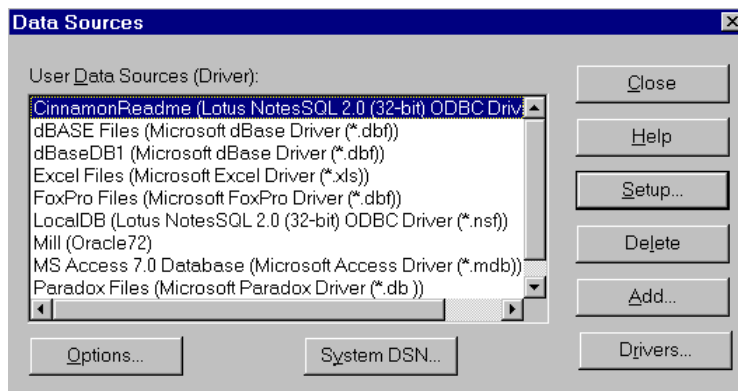 Data Sources
User Data Sources (Driver):
CinnamonReadme (Lotus NotesSQL 2.0 (32-bit) ODBC Driv
dBASE Files (Microsoft dBase Driver (*.dbf))
dBaseDB1 (Microsoft dBase Driver (*.dbf))
Excel Files (Microsoft Excel Driver (*.xls))
FoxPro Files (Microsoft FoxPro Driver (*.dbf))
LocalDB (Lotus NotesSQL 2.0 (32-bit) ODBC Driver (*.nsf))
Mill (Oracle72)
MS Access 7.0 Database (Microsoft Access Driver (*.mdb))
Paradox Files (Microsoft Paradox Driver (*.db ))
Close
Help
Setup...
Delete
Add...
Drivers...
Options...
System DSN...